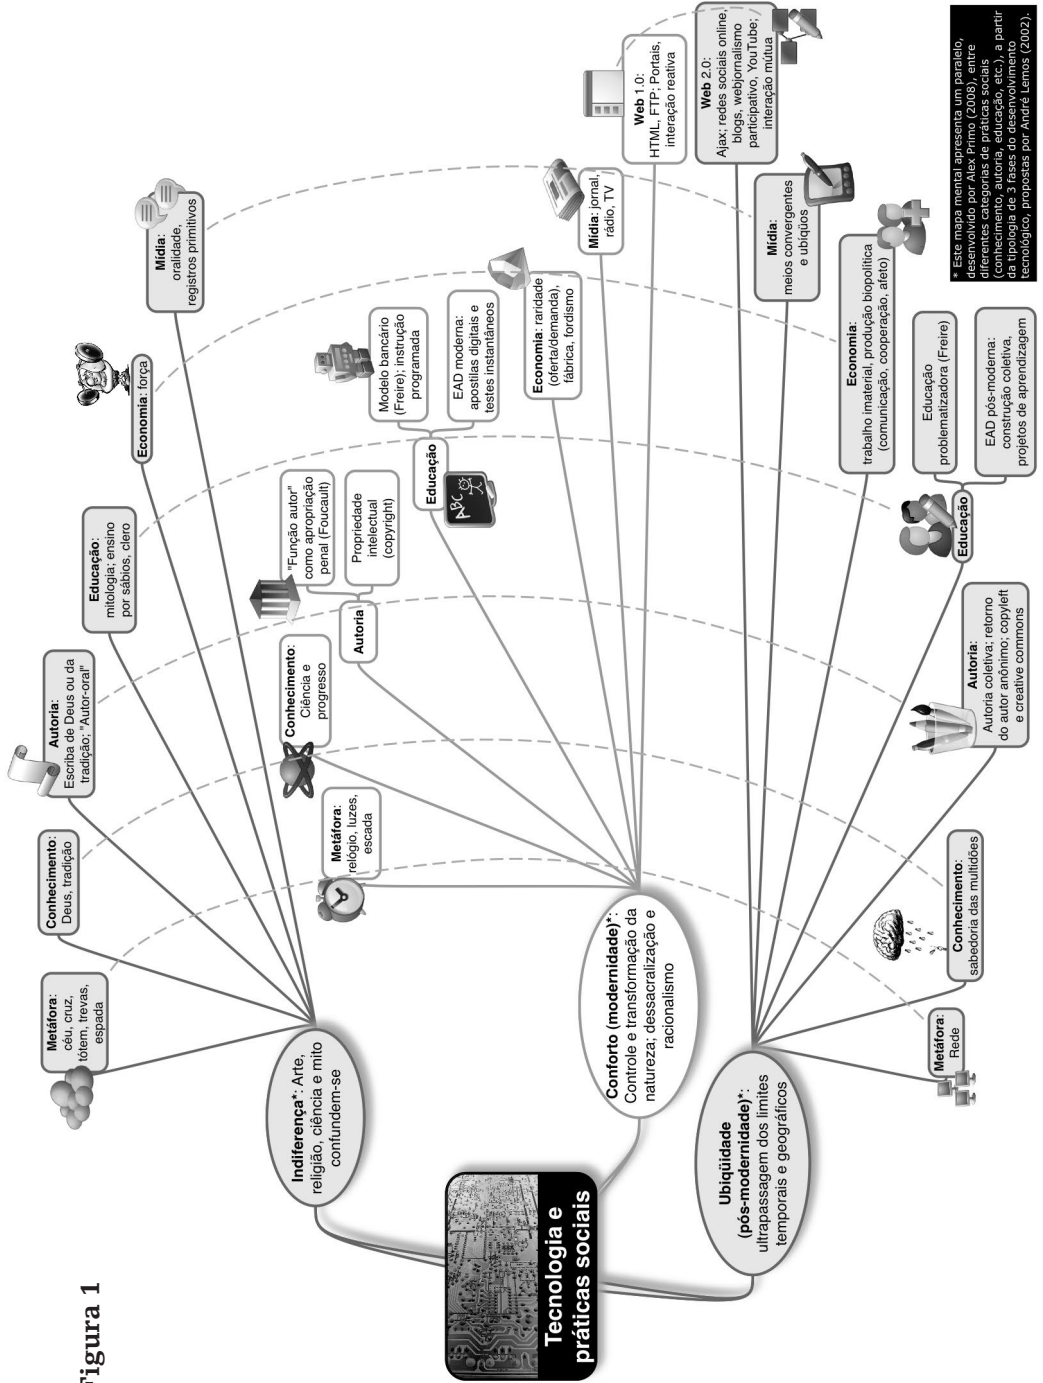 Figura 1
Tecnologia e
práticas sociais
Indiferença*: Arte,
religião, ciência e mito
confundem-se
Metáfora:
céu, cruz,
tótem, trevas,
espada
Conhecimento:
Deus, tradição
Autoria:
Escriba de Deus ou da
tradição; "Autor-oral"
Educação:
mitologia; ensino
por sábios, clero
Economia: força
Mídia:
oralidade,
registros primitivos
Conforto (modernidade)*:
Controle e transformação da
natureza; dessacralização e
racionalismo
Metáfora:
relógio, luzes,
escada
Conhecimento:
Ciência e
progresso
Autoria
"Função autor"
como apropriação
penal (Foucault)
Propriedade
intelectual
(copyright)
Educação
ABC
Modelo bancário
(Freire); instrução
programada
EAD moderna:
apostilas digitais e
testes instantâneos
Economia: raridade
(oferta/demanda),
fábrica, fordismo
Mídia: jornal,
rádio, TV
Web 1.0:
HTML, FTP; Portais,
interação reativa
Ubiqüidade
(pós-modernidade)*:
ultrapassagem dos limites
temporais e geográficos
Web 2.0:
Ajax; redes sociais online,
blogs, webjornalismo
participativo, YouTube;
interação mútua
Mídia:
meios convergentes
e ubiqüos
Economia:
trabalho imaterial, produção biopolítica
(comunicação, cooperação, afeto)
Educação
Educação
problematizadora (Freire)
EAD pós-moderna:
construção coletiva,
projetos de aprendizagem
Autoria:
Autoria coletiva; retorno
do autor anônimo; copyleft
e creative commons
Conhecimento:
sabedoria das multidões
Metáfora:
Rede
* Este mapa mental apresenta um paralelo,
desenvolvido por Alex Primo (2008), entre
diferentes categorias de práticas sociais
(conhecimento, autoria, educação, etc.), a partir
da tipologia de 3 fases do desenvolvimento
tecnológico, propostas por André Lemos (2002).